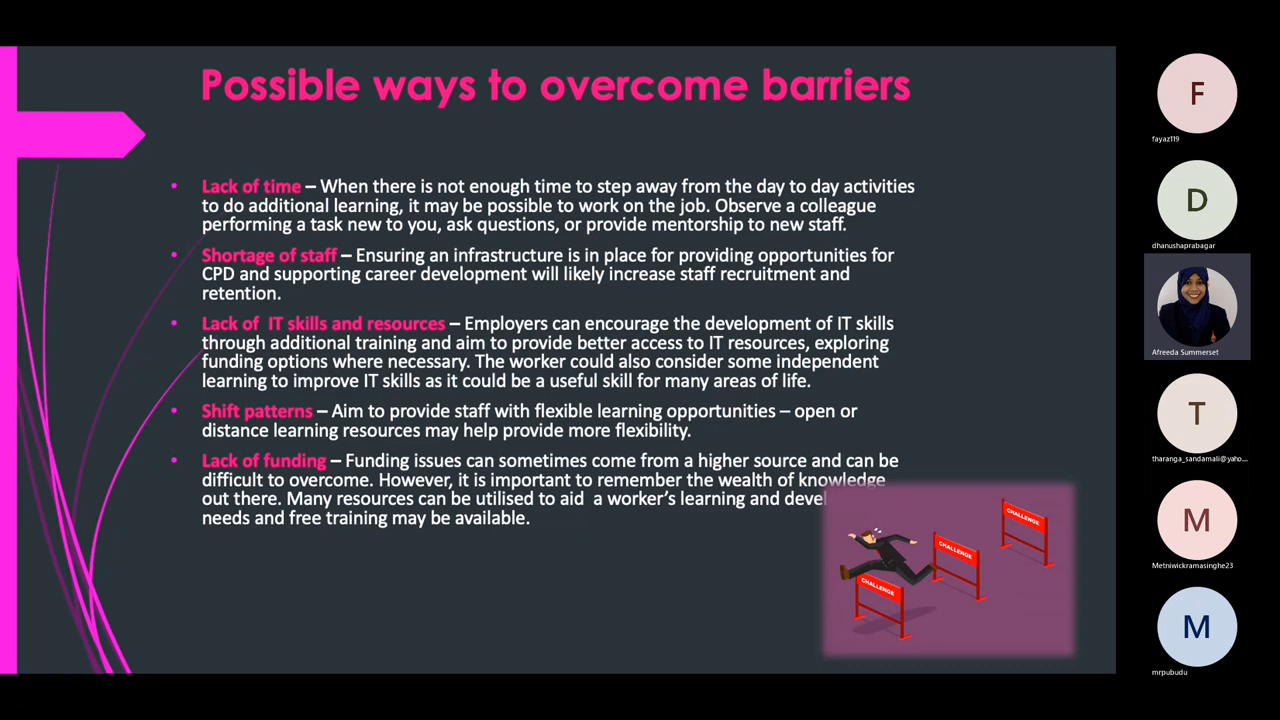 Possible ways to overcome barriers
• Lack of time – When there is not enough time to step away from the day to day activities
to do additional learning, it may be possible to work on the job. Observe a colleague
performing a task new to you, ask questions, or provide mentorship to new staff.
• Shortage of staff – Ensuring an infrastructure is in place for providing opportunities for
CPD and supporting career development will likely increase staff recruitment and
retention.
• Lack of  IT skills and resources – Employers can encourage the development of IT skills
through additional training and aim to provide better access to IT resources, exploring
funding options where necessary. The worker could also consider some independent
learning to improve IT skills as it could be a useful skill for many areas of life.
• Shift patterns – Aim to provide staff with flexible learning opportunities – open or
distance learning resources may help provide more flexibility.
• Lack of funding – Funding issues can sometimes come from a higher source and can be
difficult to overcome. However, it is important to remember the wealth of knowledge
out there. Many resources can be utilised to aid  a worker's learning and devel
needs and free training may be available.
CHALLENGE
CHALLENGE
CHALLENGE
F
fayaz119
D
dhanushaprabagar
Afreeda Summerset
T
tharanga_sandamali@yaho...
M
Metniwickramasinghe23
M
mrpubudu